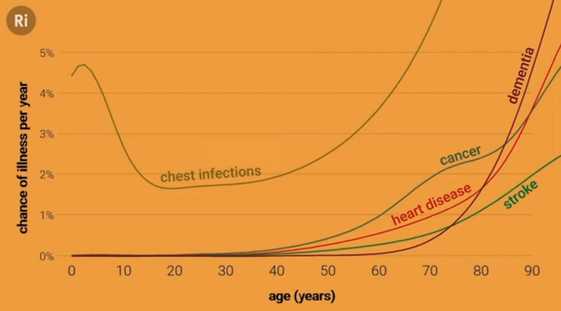 Ri
chance of illness per year
5%
4%
3%
2%
1%
0%
chest infections
cancer
heart disease
dementia
stroke
0 10 20 30 40 50 60 70 80 90
age (years)